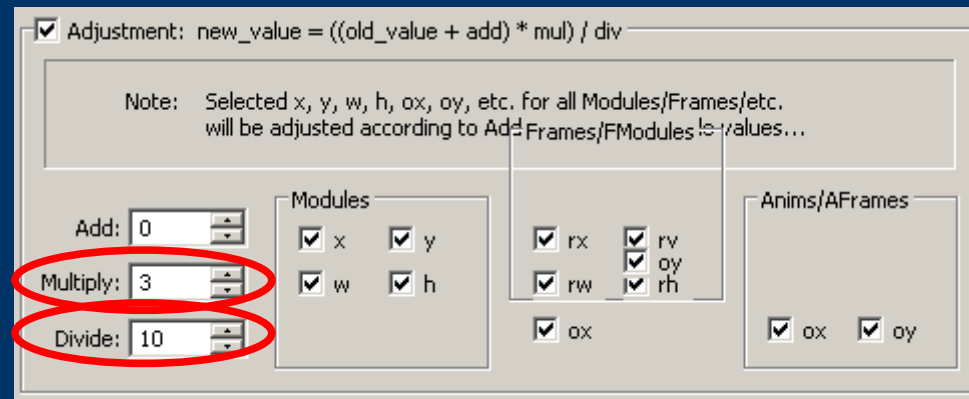 Adjustment: new_value = ((old_value + add) * mul) / div
Note: Selected x, y, w, h, ox, oy, etc. for all Modules/Frames/etc.
will be adjusted according to Add values...
Frames/FModules
Modules
Anims/AFrames
Add: 0
x y
rx ry
oy
Multiply: 3
w h
rw rh
Divide: 10
ox
ox oy